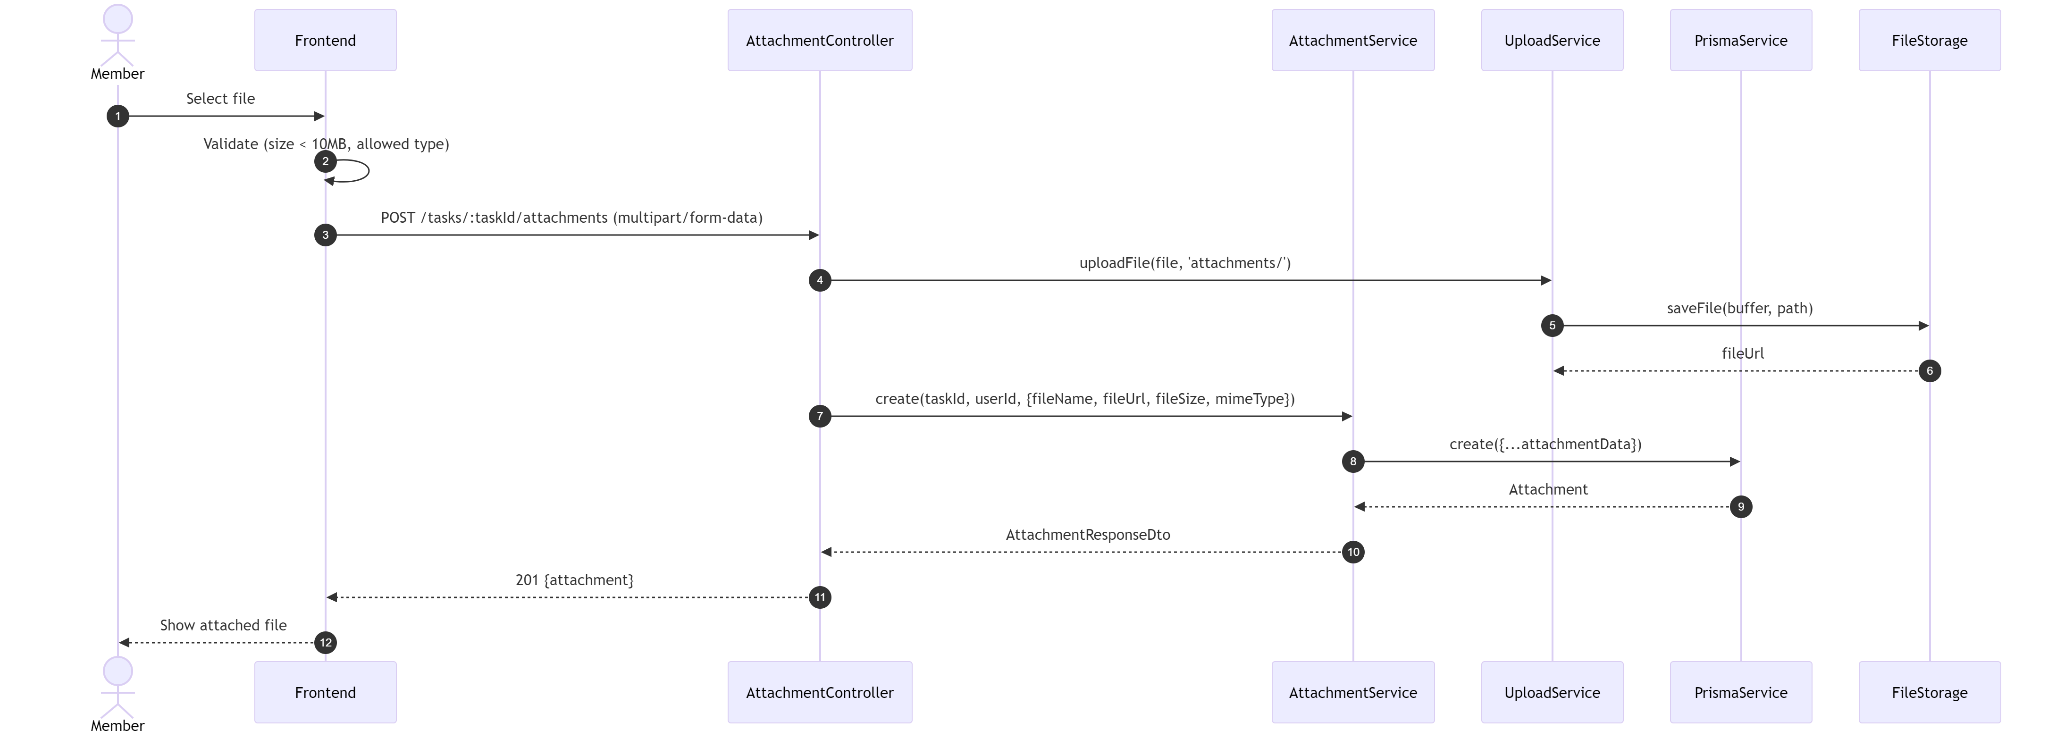 Member
Frontend
AttachmentController
AttachmentService
UploadService
PrismaService
FileStorage
Select file
1
Validate (size < 10MB, allowed type)
2
POST /tasks/:taskId/attachments (multipart/form-data)
3
uploadFile(file, 'attachments/')
4
saveFile(buffer, path)
5
fileUrl
6
create(taskId, userId, {fileName, fileUrl, fileSize, mimeType})
7
create({...attachmentData})
8
Attachment
9
AttachmentResponseDto
10
201 {attachment}
11
Show attached file
12
Member
Frontend
AttachmentController
AttachmentService
UploadService
PrismaService
FileStorage